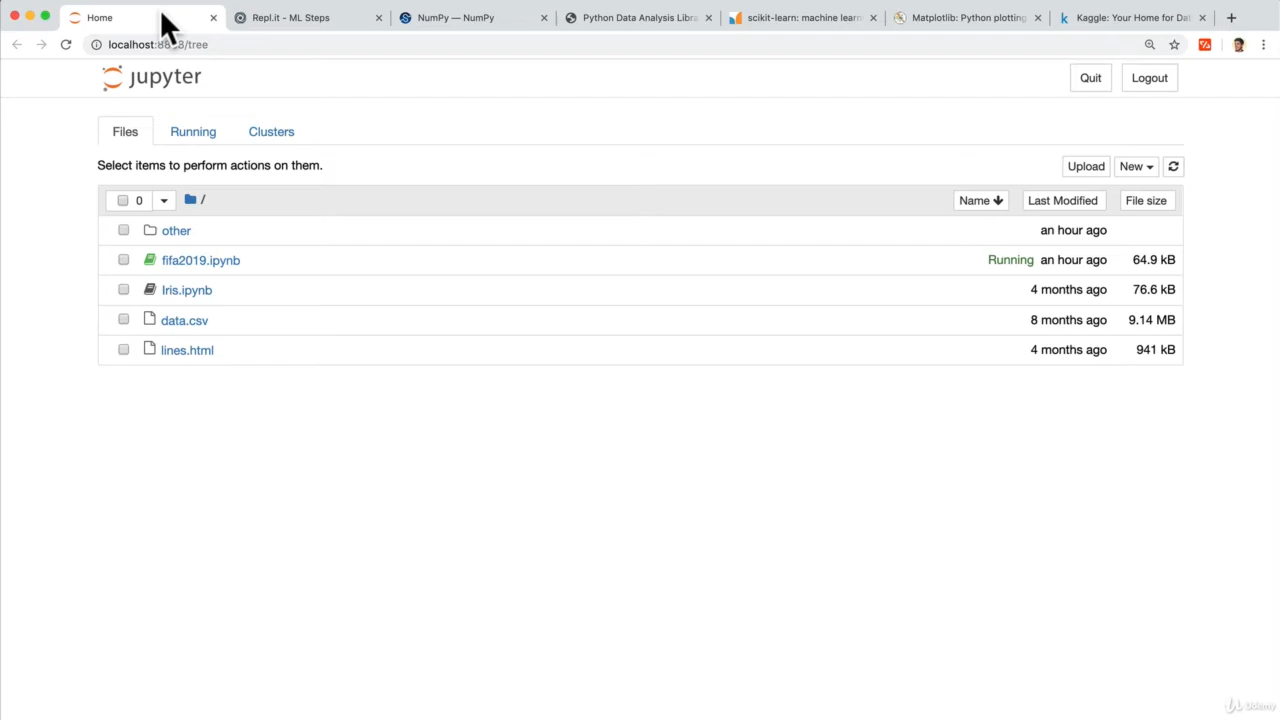 Home
Repl.it - ML Steps
NumPy — NumPy
Python Data Analysis Libra
scikit-learn: machine learn
Matplotlib: Python plotting
Kaggle: Your Home for Dat
/tree
jupyter
Quit
Logout
Files
Running
Clusters
Select items to perform actions on them.
Upload
New
0
/
Name
Last Modified
File size
other
an hour ago
fifa2019.ipynb
Running
an hour ago
64.9 kB
Iris.ipynb
4 months ago
76.6 kB
data.csv
8 months ago
9.14 MB
lines.html
4 months ago
941 kB
Udemy